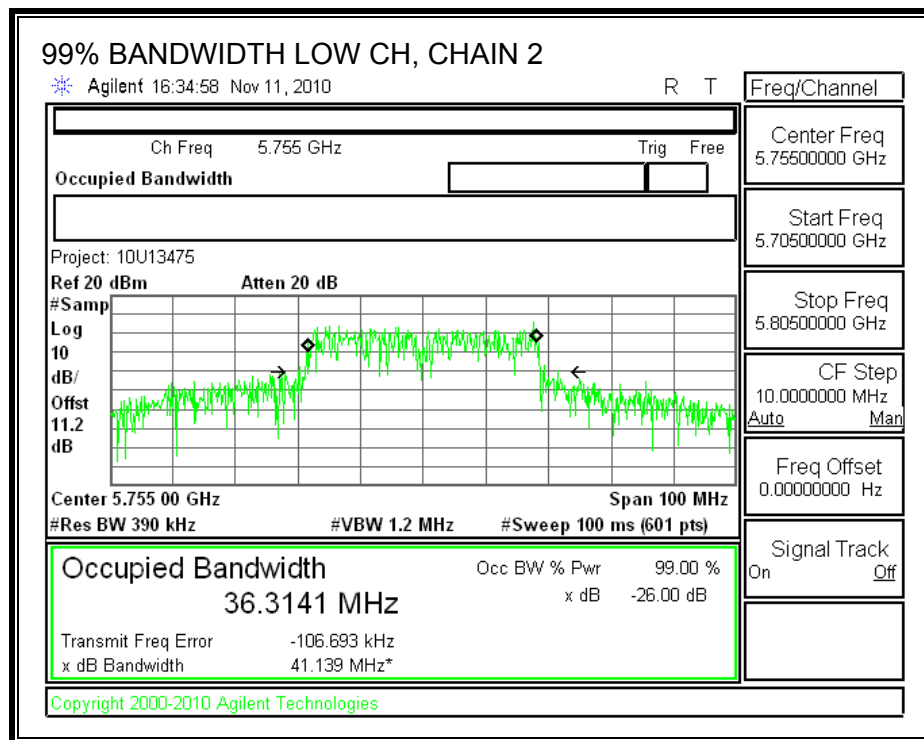 99% BANDWIDTH LOW CH, CHAIN 2
Agilent 16:34:58 Nov 11, 2010 R T
Freq/Channel
Ch Freq 5.755 GHz Trig Free
Occupied Bandwidth
Center Freq
5.75500000 GHz
Start Freq
5.70500000 GHz
Stop Freq
5.80500000 GHz
CF Step
10.0000000 MHz
Auto Man
Freq Offset
0.00000000 Hz
Signal Track
On Off
Project: 10U13475
Ref 20 dBm Atten 20 dB
#Samp
Log
10
dB/
Offst
11.2
dB
Center 5.755 00 GHz Span 100 MHz
#Res BW 390 kHz #VBW 1.2 MHz #Sweep 100 ms (601 pts)
Occupied Bandwidth Occ BW % Pwr 99.00 %
36.3141 MHz x dB -26.00 dB
Transmit Freq Error -106.693 kHz
x dB Bandwidth 41.139 MHz*
Copyright 2000-2010 Agilent Technologies